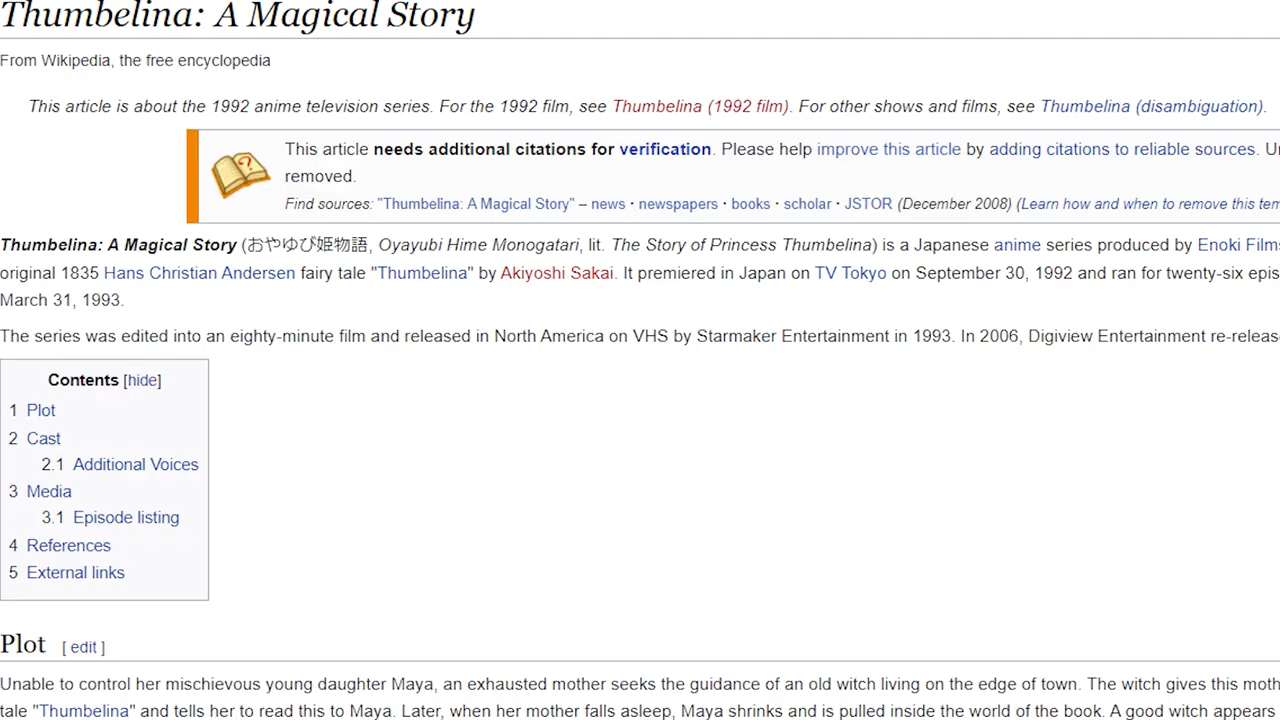 Thumbelina: A Magical Story
From Wikipedia, the free encyclopedia
This article is about the 1992 anime television series. For the 1992 film, see Thumbelina (1992 film). For other shows and films, see Thumbelina (disambiguation).
This article needs additional citations for verification. Please help improve this article by adding citations to reliable sources.
removed.
Find sources: "Thumbelina: A Magical Story" – news · newspapers · books · scholar · JSTOR (December 2008) (Learn how and when to remove this
Thumbelina: A Magical Story (おやゆび姫物語, Oyayubi Hime Monogatari, lit. The Story of Princess Thumbelina) is a Japanese anime series produced by Enoki
original 1835 Hans Christian Andersen fairy tale "Thumbelina" by Akiyoshi Sakai. It premiered in Japan on TV Tokyo on September 30, 1992 and ran for twenty-six
March 31, 1993.
The series was edited into an eighty-minute film and released in North America on VHS by Starmaker Entertainment in 1993. In 2006, Digiview Entertainment
Contents [hide]
1 Plot
2 Cast
2.1 Additional Voices
3 Media
3.1 Episode listing
4 References
5 External links
Plot [ edit ]
Unable to control her mischievous young daughter Maya, an exhausted mother seeks the guidance of an old witch living on the edge of town. The witch gives this
tale "Thumbelina" and tells her to read this to Maya. Later, when her mother falls asleep, Maya shrinks and is pulled inside the world of the book. A good witch appears